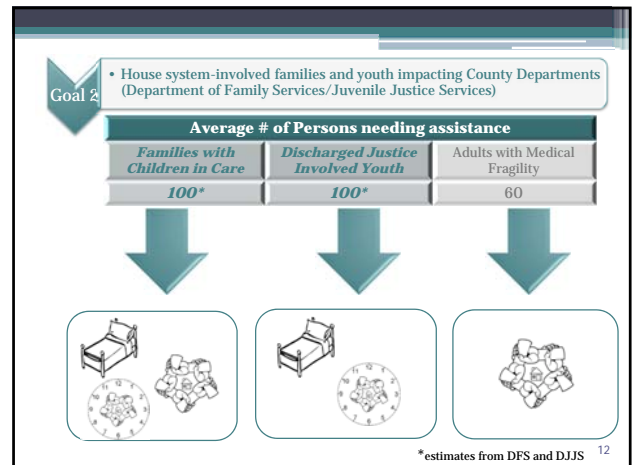 Goal 2
• House system-involved families and youth impacting County Departments
(Department of Family Services/Juvenile Justice Services)
Average # of Persons needing assistance
Families with
Children in Care
Discharged Justice
Involved Youth
Adults with Medical
Fragility
100*
100*
60
*estimates from DFS and DJJS
12